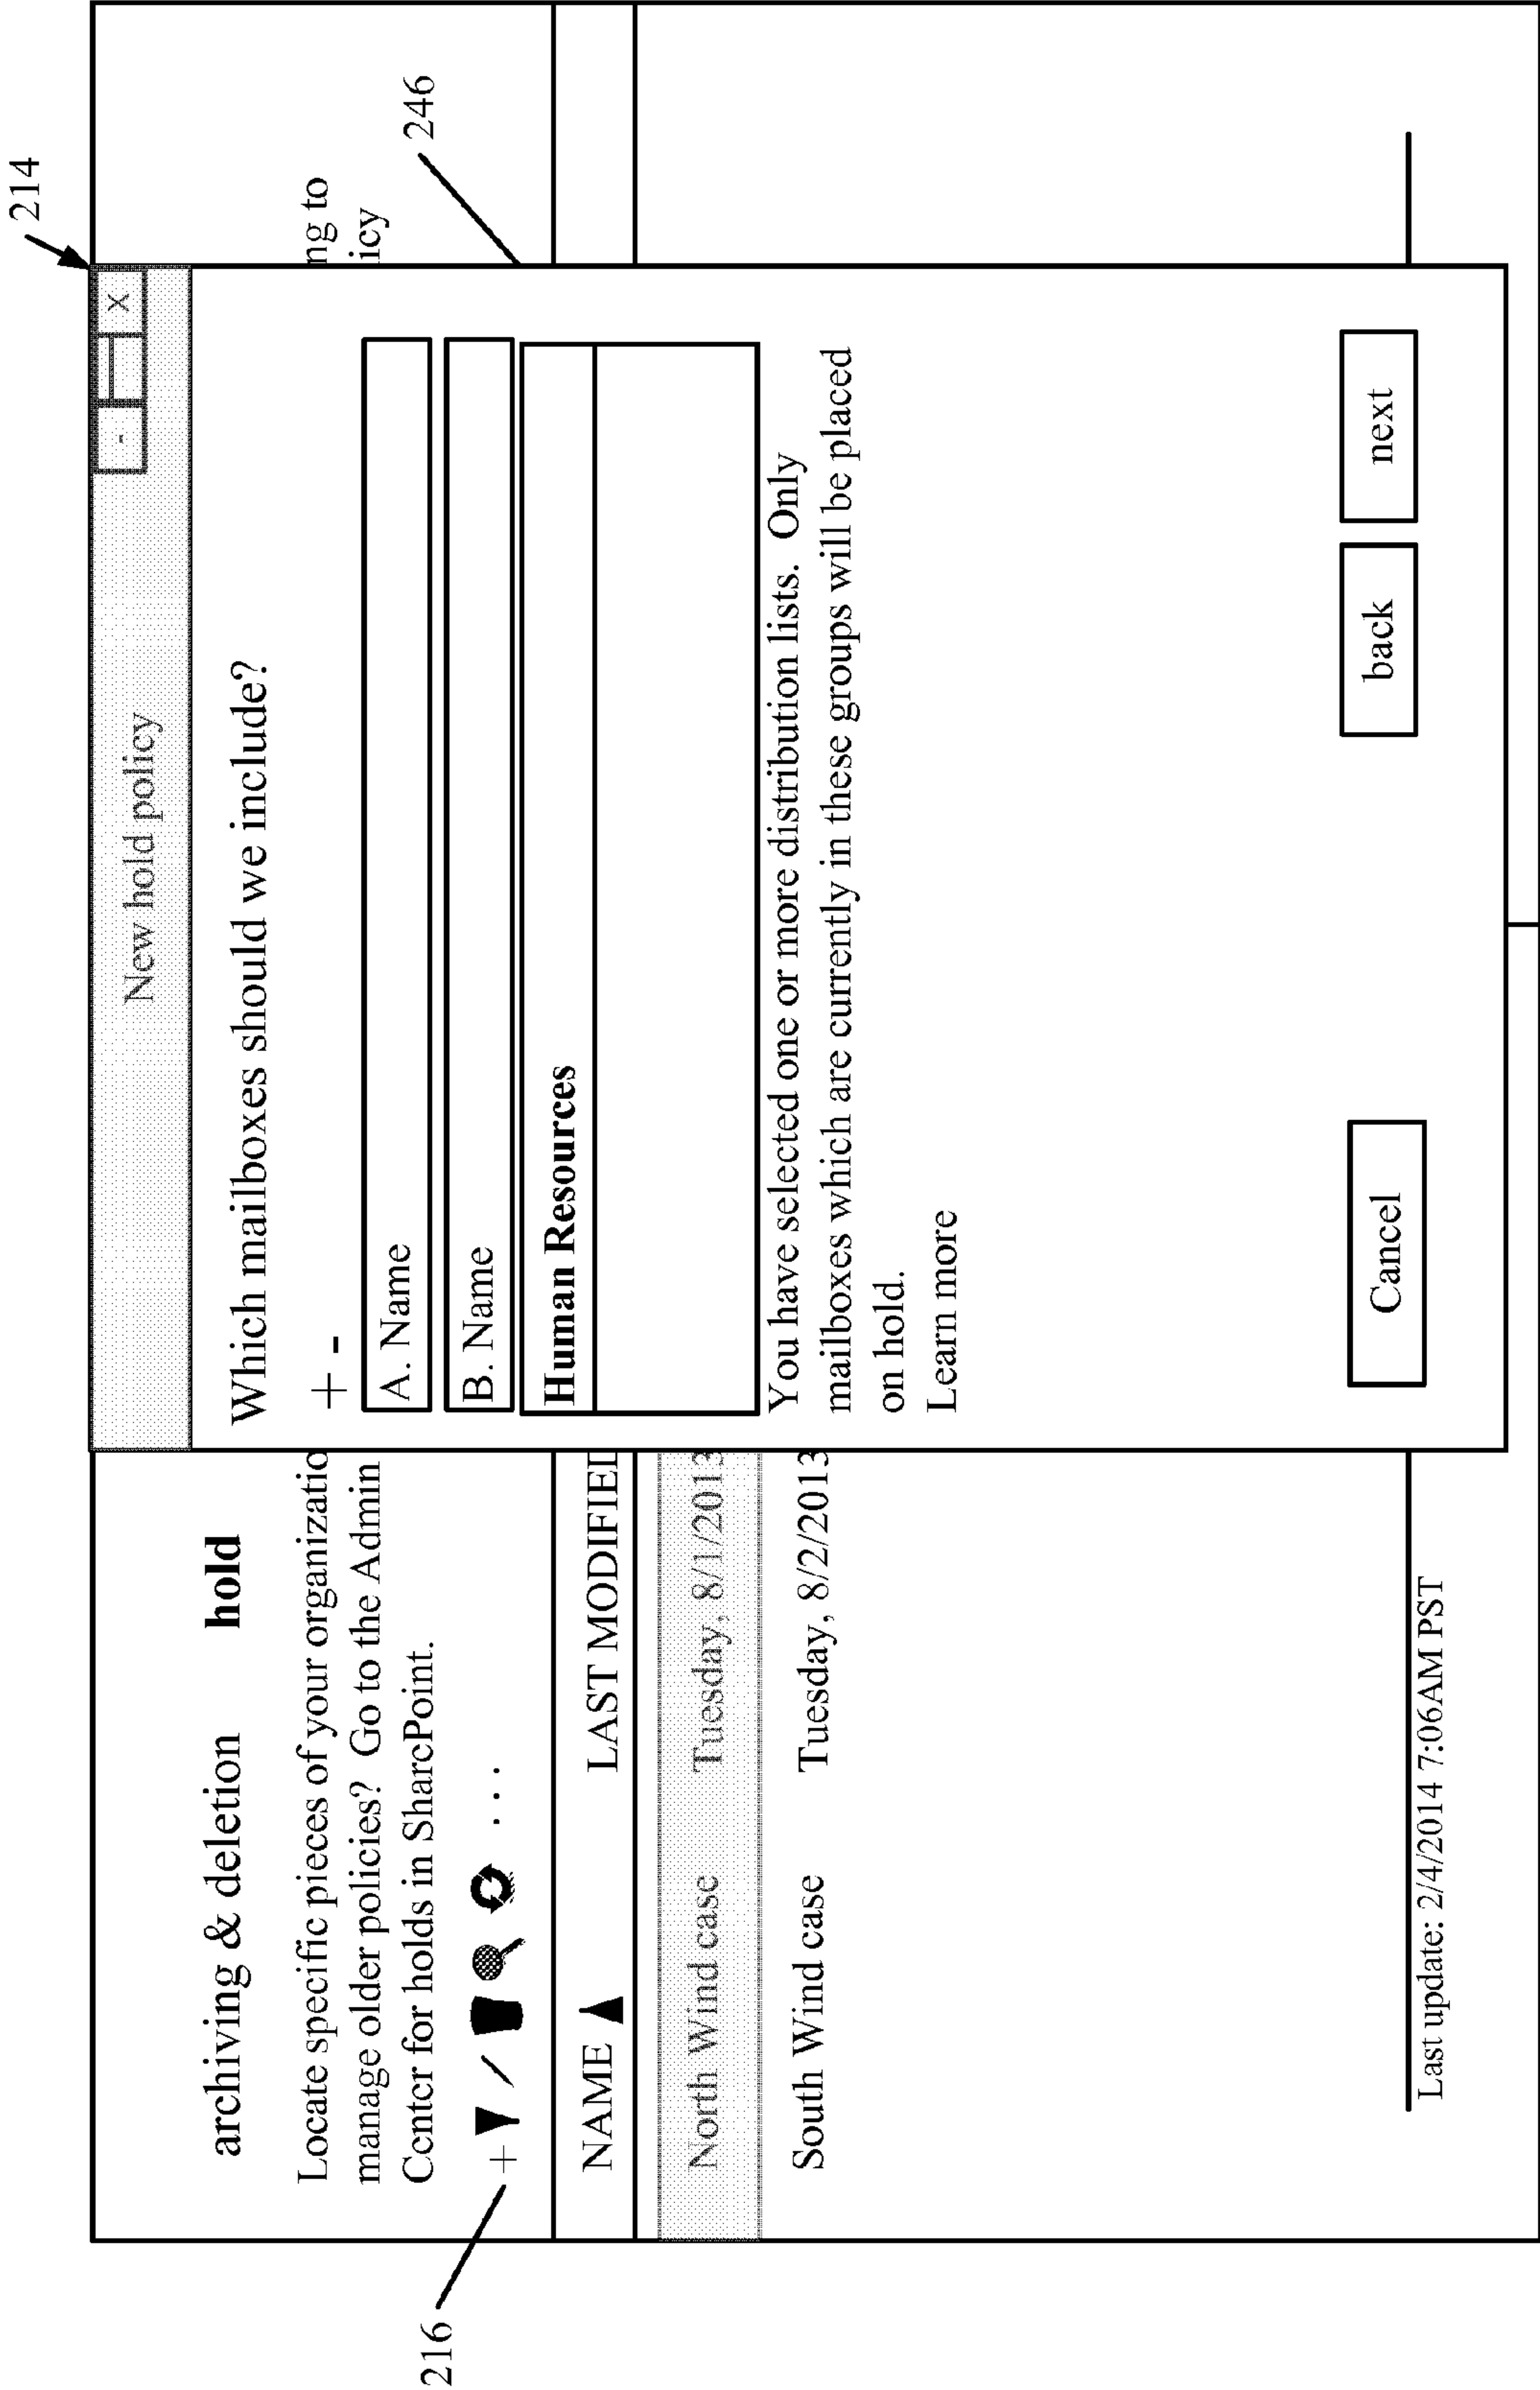 214
archiving & deletion hold
Locate specific pieces of your organizatio
manage older policies? Go to the Admin
Ccntcr for holds in SharcPoint.
ng to
icy
216
+ ...
NAME LAST MODIFIED
North Wind case Tuesday, 8/1/2013
South Wind case Tuesday, 8/2/2013
Last update: 2/4/2014 7:06AM PST
New hold policy
- X
Which mailboxes should we include?
+ -
246
A. Name
B. Name
Human Resources
You have selected one or more distribution lists. Only
mailboxes which are currently in these groups will be placed
on hold.
Learn more
Cancel back next